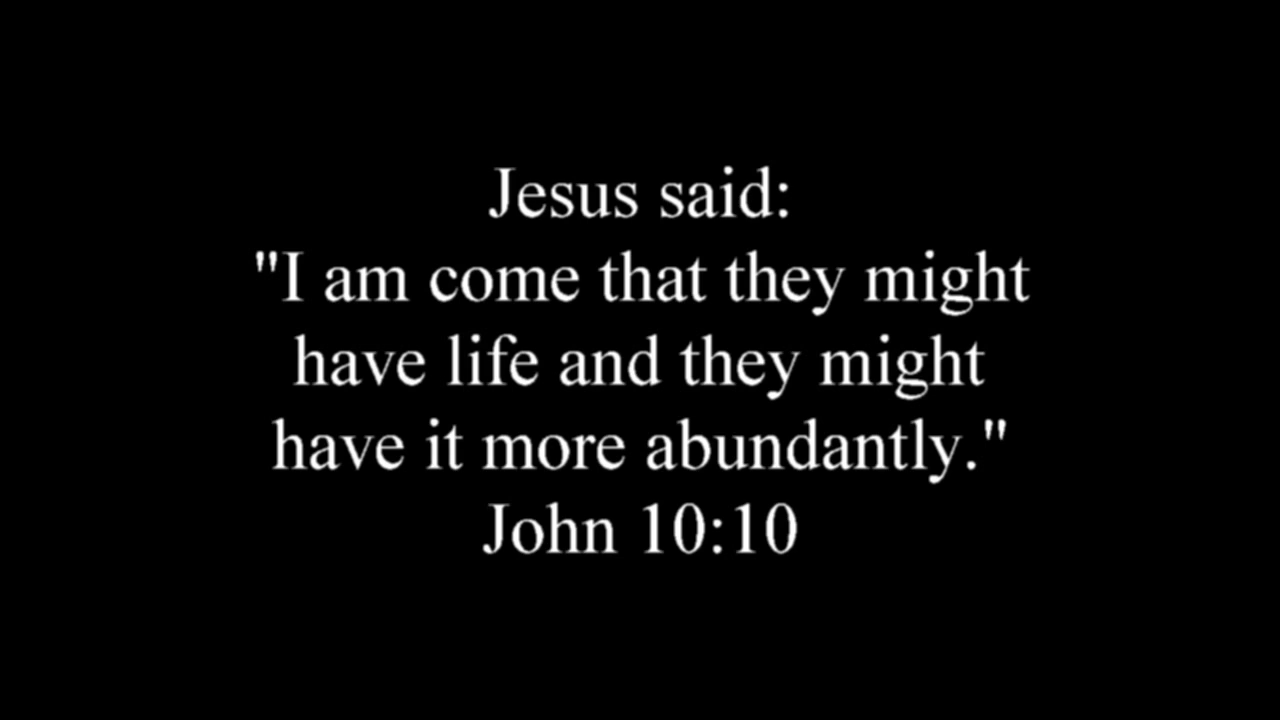 Jesus said:
"I am come that they might
have life and they might
have it more abundantly."
John 10:10